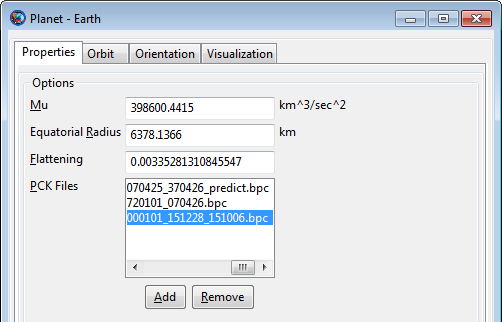 Planet - Earth
Properties Orbit Orientation Visualization
Options
Mu 398600.4415 km^3/sec^2
Equatorial Radius 6378.1366 km
Flattening 0.00335281310845547
PCK Files 070425_370426_predict.bpc
720101_070426.bpc
000101_151228_151006.bpc
Add Remove